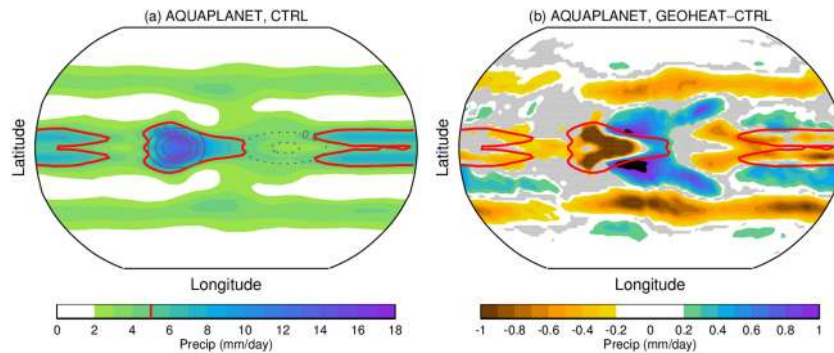 (a) AQUAPLANET, CTRL
Latitude
0
Longitude
0 2 4 6 8 10 12 14 16 18
Precip (mm/day)
(b) AQUAPLANET, GEOHEAT−CTRL
Latitude
Longitude
-1 -0.8 -0.6 -0.4 -0.2 0 0.2 0.4 0.6 0.8 1
Precip (mm/day)